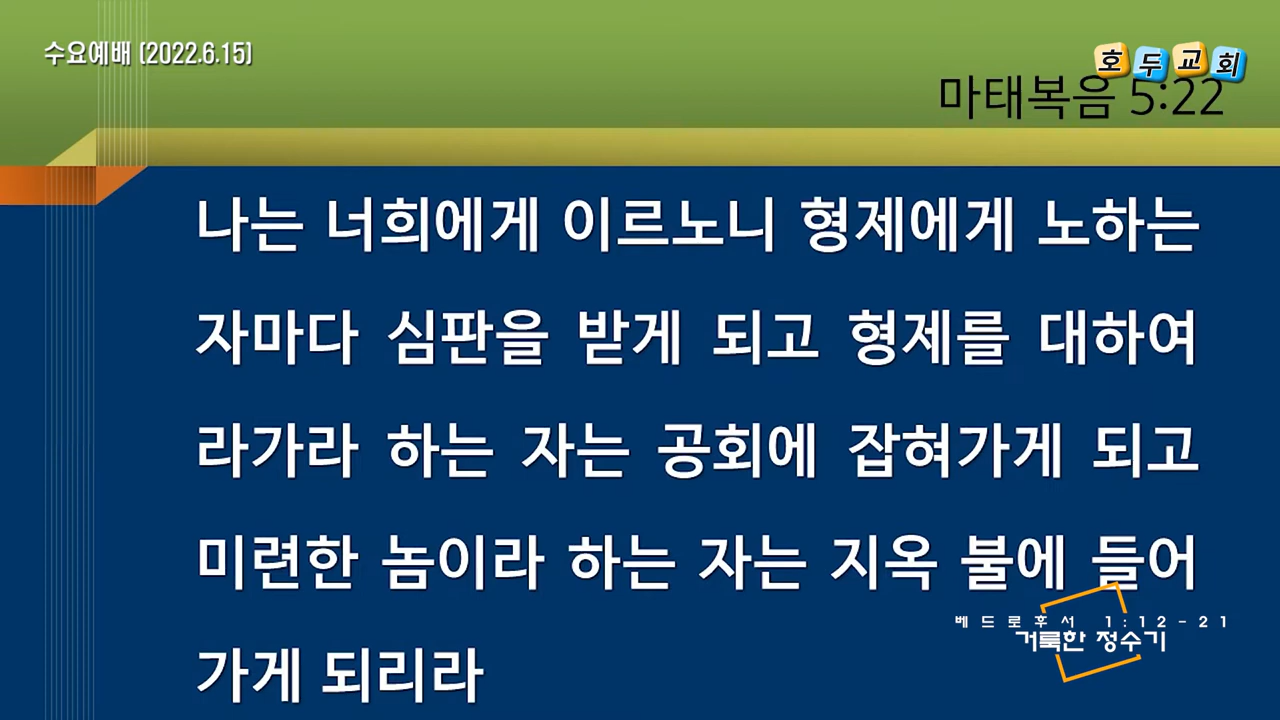 수요예배 (2022.6.15)
호두교회
마태복음 5:22
나는 너희에게 이르노니 형제에게 노하는
자마다 심판을 받게 되고 형제를 대하여
라가라 하는 자는 공회에 잡혀가게 되고
미련한 놈이라 하는 자는 지옥 불에 들어
가게 되리라
베드로후서 1:12-21
거룩한 정수기